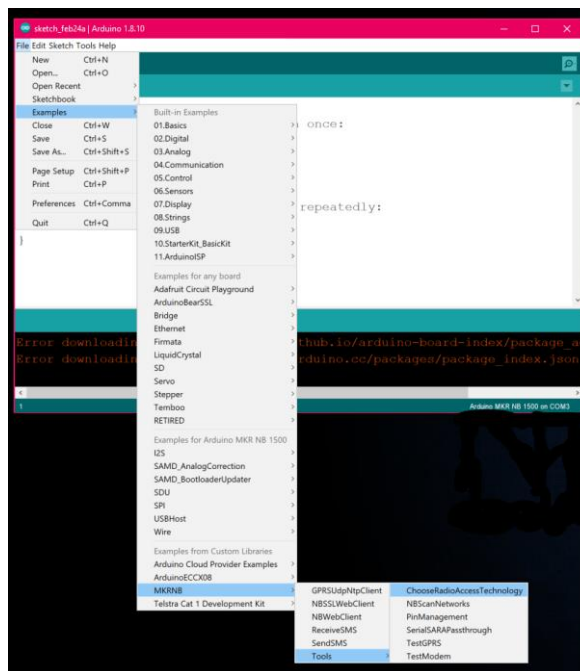 sketch_feb24a | Arduino 1.8.10
File Edit Sketch Tools Help
New Ctrl+N
Open... Ctrl+O
Open Recent
Sketchbook
Examples
Close Ctrl+W
Save Ctrl+S
Save As... Ctrl+Shift+S
Page Setup Ctrl+Shift+P
Print Ctrl+P
Preferences Ctrl+Comma
Quit Ctrl+Q
once:
repeatedly:
}
Built-in Examples
01.Basics
02.Digital
03.Analog
04.Communication
05.Control
06.Sensors
07.Display
08.Strings
09.USB
10.StarterKit_BasicKit
11.ArduinoISP
Examples for any board
Adafruit Circuit Playground
ArduinoBearSSL
Bridge
Ethernet
Firmata
LiquidCrystal
SD
Servo
Stepper
Temboo
RETIRED
Examples for Arduino MKR NB 1500
I2S
SAMD_AnalogCorrection
SAMD_BootloaderUpdater
SDU
SPI
USBHost
Wire
Examples from Custom Libraries
Arduino Cloud Provider Examples
ArduinoECCX08
MKRNB
Telstra Cat 1 Development Kit
GPRSUdpNtpClient
NBSSLWebClient
NBWebClient
ReceiveSMS
SendSMS
Tools
ChooseRadioAccessTechnology
NBScanNetworks
PinManagement
SerialSARAPassthrough
TestGPRS
TestModem
Error downloadin thub.io/arduino-board-index/package_a
Error downloadin rduino.cc/packages/package_index.json
1 Arduino MKR NB 1500 on COM3